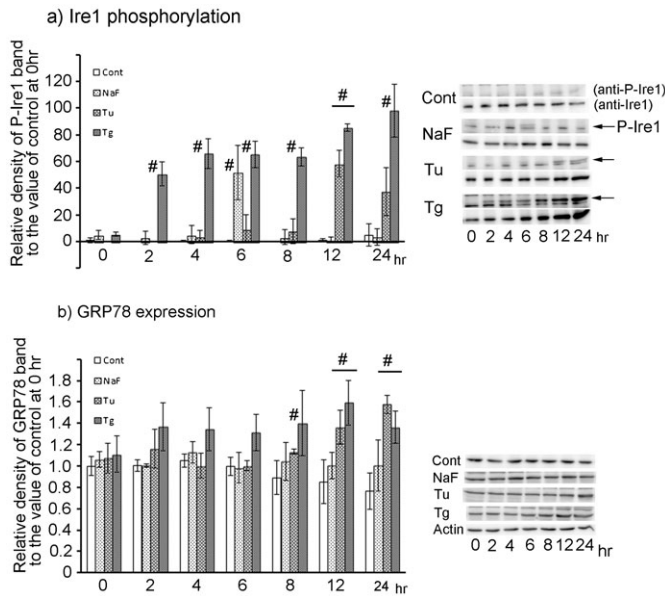 a) Ire1 phosphorylation
Relative density of P-Ire1 band
to the value of control at 0hr
120
100
80
60
40
20
0
Cont
NaF
Tu
Tg
# # # # # # #
0 2 4 6 8 12 24 hr
Cont (anti-P-Ire1)
(anti-Ire1)
NaF P-Ire1
Tu
Tg
0 2 4 6 8 12 24 hr
b) GRP78 expression
Relative density of GRP78 band
to the value of control at 0 hr
1.8
1.6
1.4
1.2
1.0
0.8
0.6
0.4
0.2
0
Cont
NaF
Tu
Tg
# # #
0 2 4 6 8 12 24 hr
Cont
NaF
Tu
Tg
Actin
0 2 4 6 8 12 24 hr